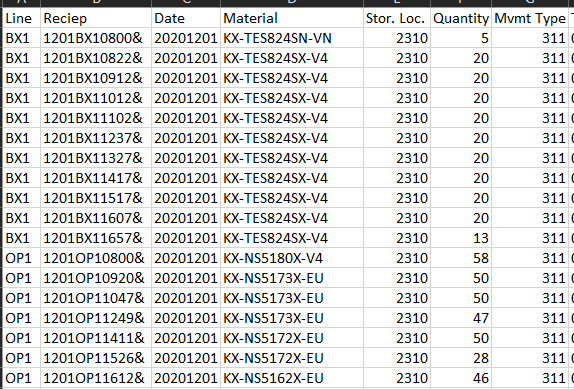 Line Reciep Date Material Stor. Loc. Quantity Mvmt Type
BX1 1201BX10800& 20201201 KX-TES824SN-VN 2310 5 311
BX1 1201BX10822& 20201201 KX-TES824SX-V4 2310 20 311
BX1 1201BX10912& 20201201 KX-TES824SX-V4 2310 20 311
BX1 1201BX11012& 20201201 KX-TES824SX-V4 2310 20 311
BX1 1201BX11102& 20201201 KX-TES824SX-V4 2310 20 311
BX1 1201BX11237& 20201201 KX-TES824SX-V4 2310 20 311
BX1 1201BX11327& 20201201 KX-TES824SX-V4 2310 20 311
BX1 1201BX11417& 20201201 KX-TES824SX-V4 2310 20 311
BX1 1201BX11517& 20201201 KX-TES824SX-V4 2310 20 311
BX1 1201BX11607& 20201201 KX-TES824SX-V4 2310 20 311
BX1 1201BX11657& 20201201 KX-TES824SX-V4 2310 13 311
OP1 1201OP10800& 20201201 KX-NS5180X-V4 2310 58 311
OP1 1201OP10920& 20201201 KX-NS5173X-EU 2310 50 311
OP1 1201OP11047& 20201201 KX-NS5173X-EU 2310 50 311
OP1 1201OP11249& 20201201 KX-NS5173X-EU 2310 47 311
OP1 1201OP11411& 20201201 KX-NS5172X-EU 2310 50 311
OP1 1201OP11526& 20201201 KX-NS5172X-EU 2310 28 311
OP1 1201OP11612& 20201201 KX-NS5162X-EU 2310 46 311